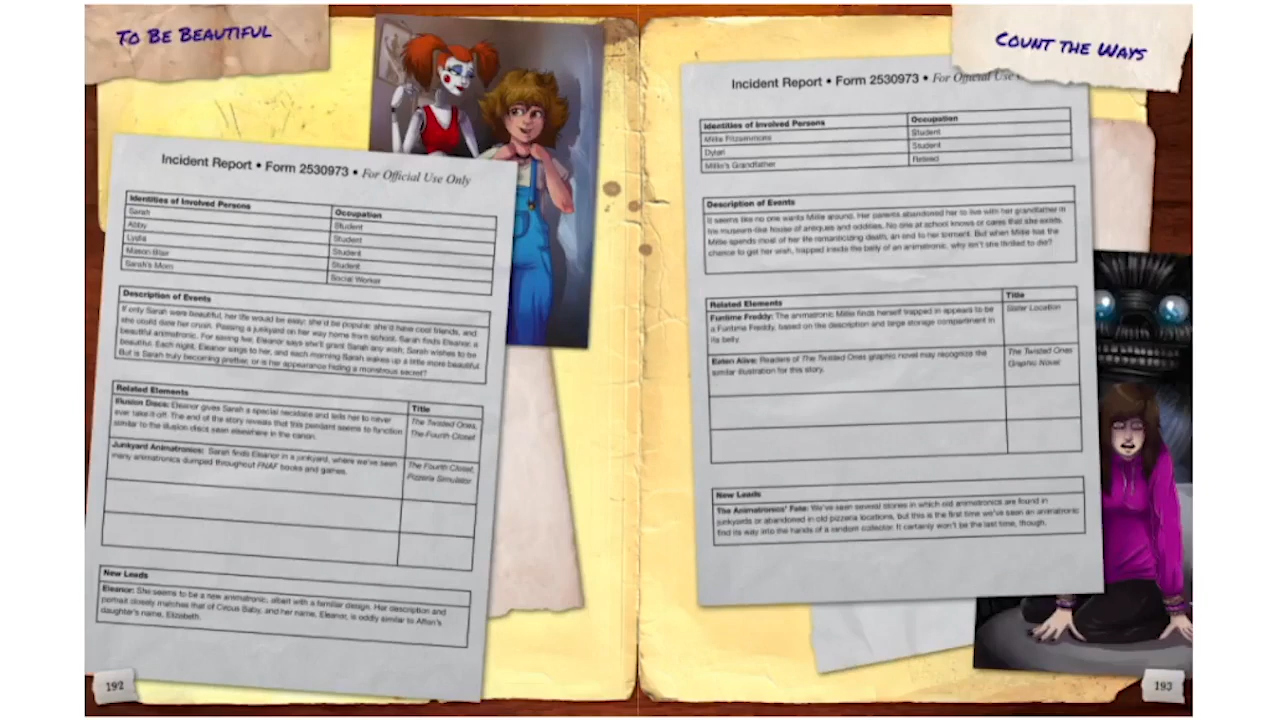 To Be Beautiful
Incident Report • Form 2530973 • For Official Use Only
Identities of Involved Persons
Occupation
Sarah
Student
Abby
Student
Lydia
Student
Mason Blair
Student
Sarah's Mom
Social Worker
Description of Events
If only Sarah were beautiful, her life would be easy: she'd be popular, she'd have cool friends, and
she could date her crush. Passing a junkyard on her way home from school, Sarah finds Eleanor, a
beautiful animatronic. For saving her, Eleanor says she'll grant Sarah any wish. Sarah wishes to be
beautiful. Each night, Eleanor sings to her, and each morning Sarah wakes up a little more beautiful.
But is Sarah truly becoming prettier, or is her appearance hiding a monstrous secret?
Related Elements
Title
Illusion Discs: Eleanor gives Sarah a special necklace and tells her to never
ever take it off. The end of the story reveals that this pendant seems to function
similar to the illusion discs seen elsewhere in the canon.
The Twisted Ones,
The Fourth Closet
Junkyard Animatronics: Sarah finds Eleanor in a junkyard, where we've seen
many animatronics dumped throughout FNAF books and games.
The Fourth Closet,
Pizzeria Simulator
New Leads
Eleanor: She seems to be a new animatronic, albeit with a familiar design. Her description and
portrait closely matches that of Circus Baby, and her name, Eleanor, is oddly similar to Afton's
daughter's name, Elizabeth.
192
Count the Ways
Incident Report • Form 2530973 • For Official Use
Identities of Involved Persons
Occupation
Millie Fitzsimmons
Student
Dylan
Student
Millie's Grandfather
Retired
Description of Events
It seems like no one wants Millie around. Her parents abandoned her to live with her grandfather in
his museum-like house of antiques and oddities. No one at school knows or cares that she exists.
Millie spends most of her life romanticizing death, an end to her torment. But when Millie has the
chance to get her wish, trapped inside the belly of an animatronic, why isn't she thrilled to die?
Related Elements
Title
Funtime Freddy: The animatronic Millie finds herself trapped in appears to be
a Funtime Freddy, based on the description and large storage compartment in
its belly.
Sister Location
Eaten Alive: Readers of The Twisted Ones graphic novel may recognize the
similar illustration for this story.
The Twisted Ones
Graphic Novel
New Leads
The Animatronics' Fate: We've seen several stories in which old animatronics are found in
junkyards or abandoned in old pizzeria locations, but this is the first time we've seen an animatronic
find its way into the hands of a random collector. It certainly won't be the last time, though.
193